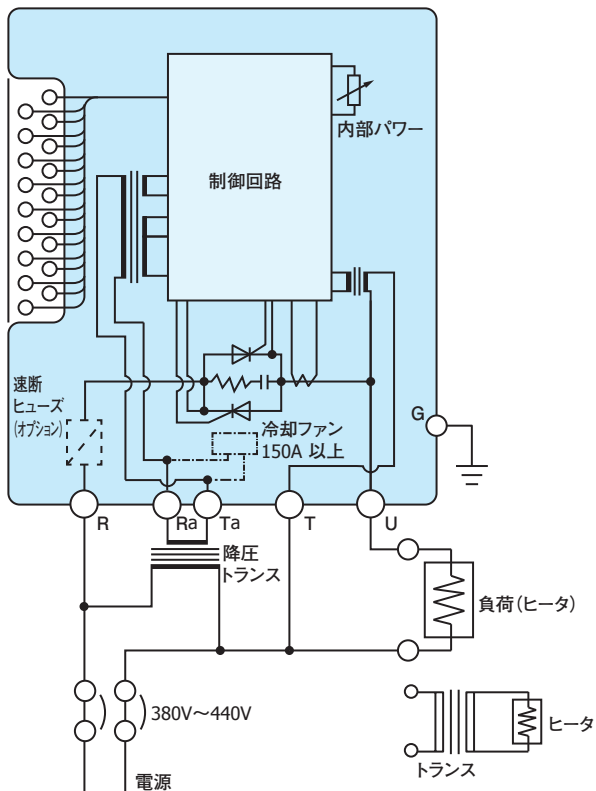 内部パワー
制御回路
速断
ヒューズ
(オプション)
冷却ファン
150A 以上
G
R
Ra
Ta
T
U
降圧
トランス
負荷(ヒータ)
380V～440V
電源
ヒータ
トランス